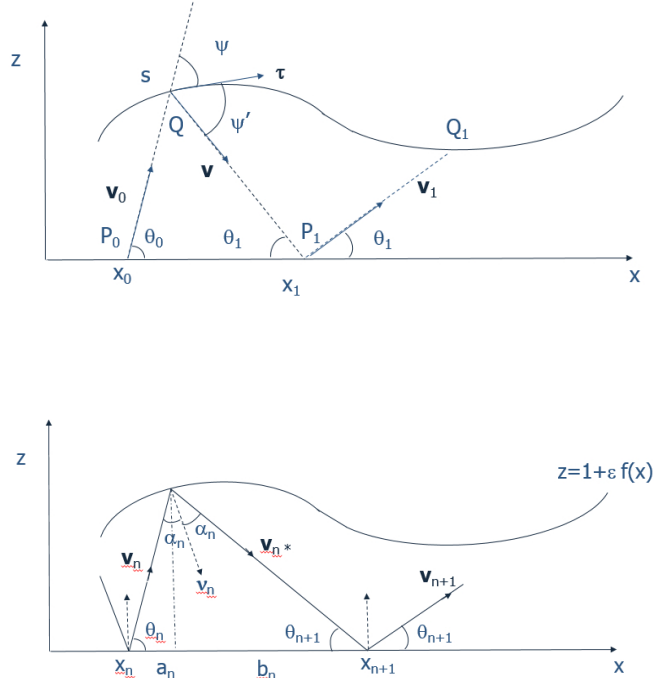 z
ψ
s
τ
Q
ψ′
Q₁
v
v₀
v₁
P₀
θ₀
θ₁
P₁
θ₁
x₀
x₁
x
z
z=1+ε f(x)
αₙ
αₙ
vₙ
vₙ*
νₙ
vₙ₊₁
θₙ
θₙ₊₁
θₙ₊₁
xₙ
aₙ
bₙ
xₙ₊₁
x